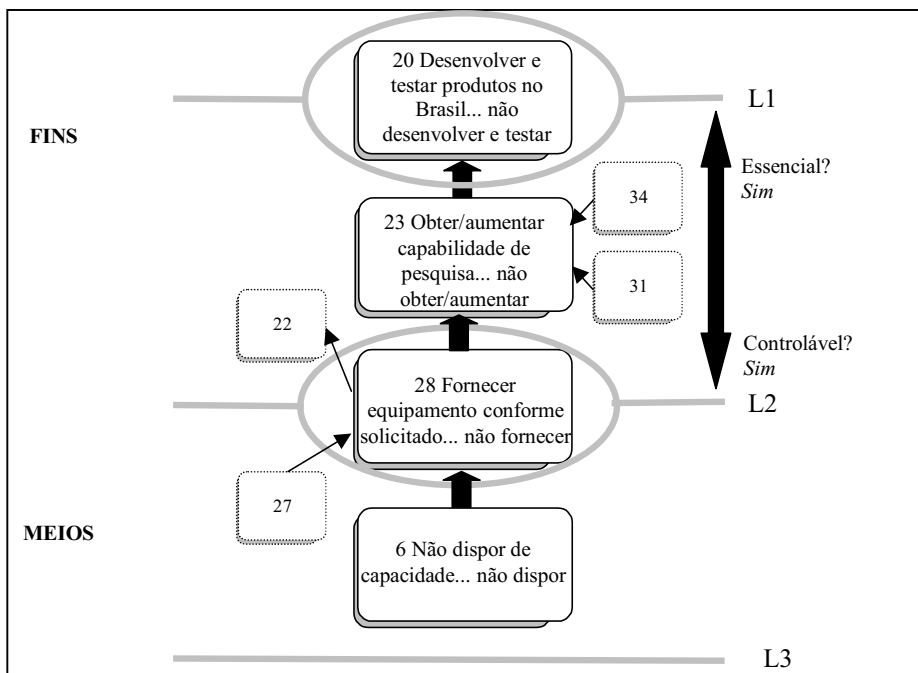 20 Desenvolver e
testar produtos no
Brasil... não
desenvolver e testar
L1
FINS
Essencial?
Sim
34
23 Obter/aumentar
capabilidade de
pesquisa... não
obter/aumentar
31
22
Controlável?
Sim
28 Fornecer
equipamento conforme
solicitado... não fornecer
L2
27
MEIOS
6 Não dispor de
capacidade... não dispor
L3